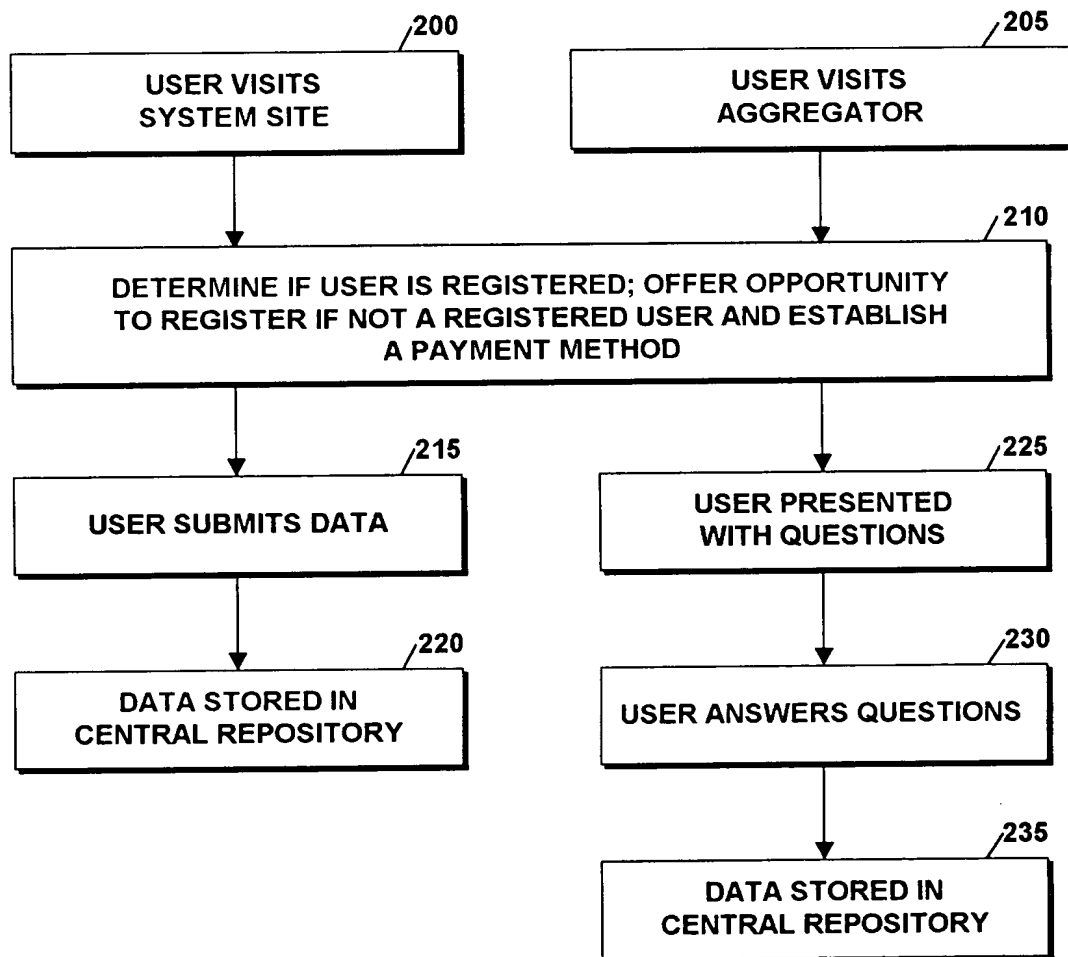 200
USER VISITS
SYSTEM SITE
205
USER VISITS
AGGREGATOR
210
DETERMINE IF USER IS REGISTERED; OFFER OPPORTUNITY
TO REGISTER IF NOT A REGISTERED USER AND ESTABLISH
A PAYMENT METHOD
215
USER SUBMITS DATA
225
USER PRESENTED
WITH QUESTIONS
220
DATA STORED IN
CENTRAL REPOSITORY
230
USER ANSWERS QUESTIONS
235
DATA STORED IN
CENTRAL REPOSITORY